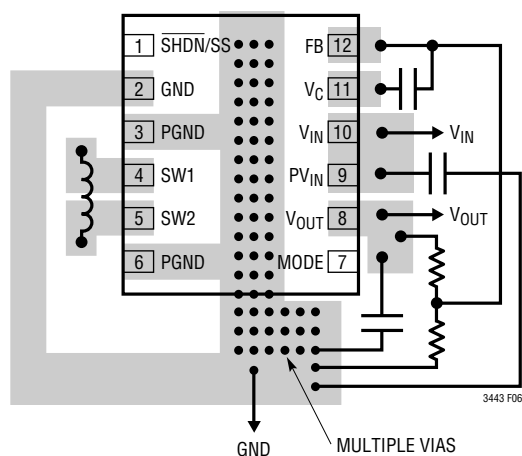 1 SHDN/SS
2 GND
3 PGND
4 SW1
5 SW2
6 PGND
FB 12
VC 11
VIN 10
PVIN 9
VOUT 8
MODE 7
VIN
VOUT
3443 F06
GND
MULTIPLE VIAS